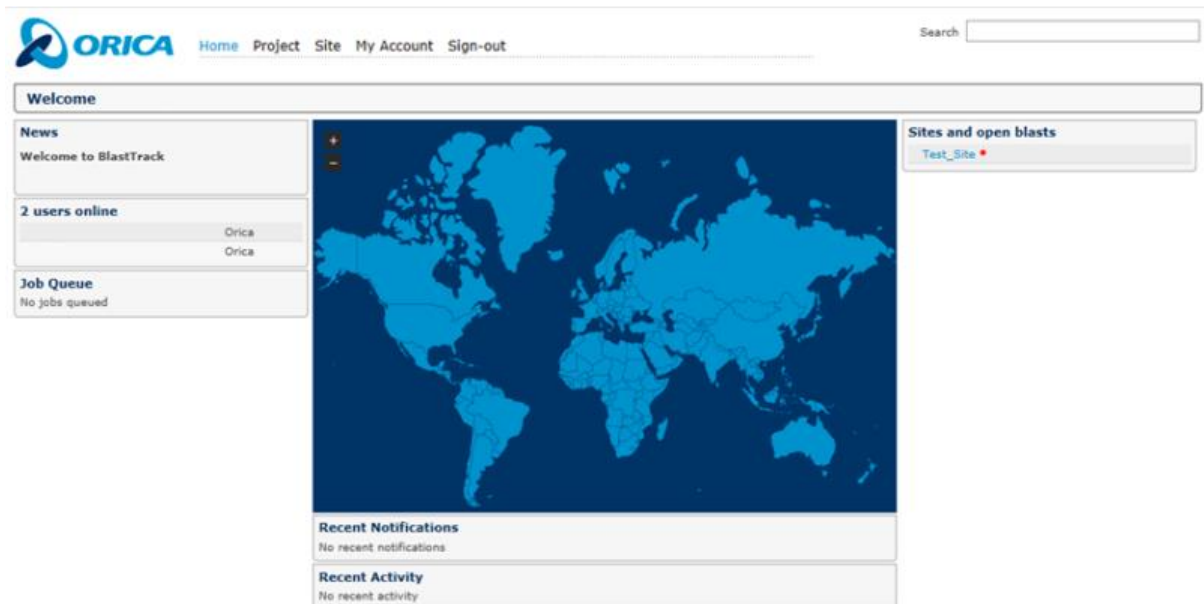 ORICA
Home Project Site My Account Sign-out
Search
Welcome
News
Welcome to BlastTrack
2 users online
Orica
Orica
Job Queue
No jobs queued
+
-
Sites and open blasts
Test_Site *
Recent Notifications
No recent notifications
Recent Activity
No recent activity